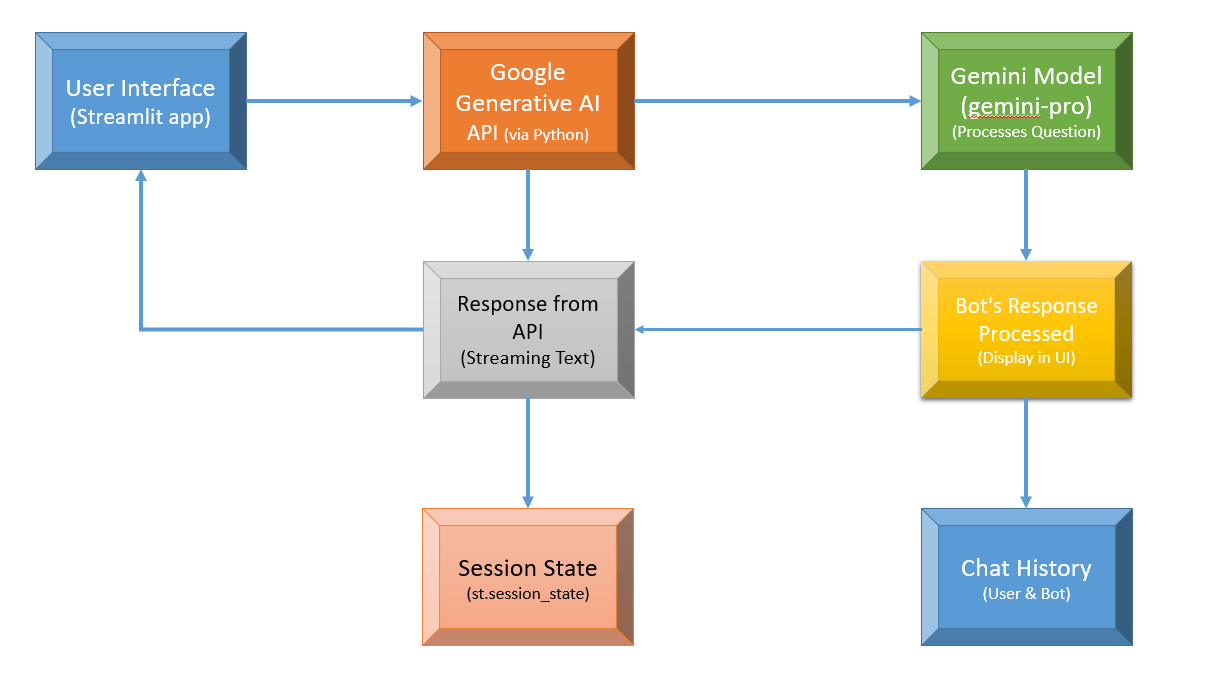 User Interface
(Streamlit app)
Google
Generative AI
API (via Python)
Gemini Model
(gemini-pro)
(Processes Question)
Response from
API
(Streaming Text)
Bot's Response
Processed
(Display in UI)
Session State
(st.session_state)
Chat History
(User & Bot)